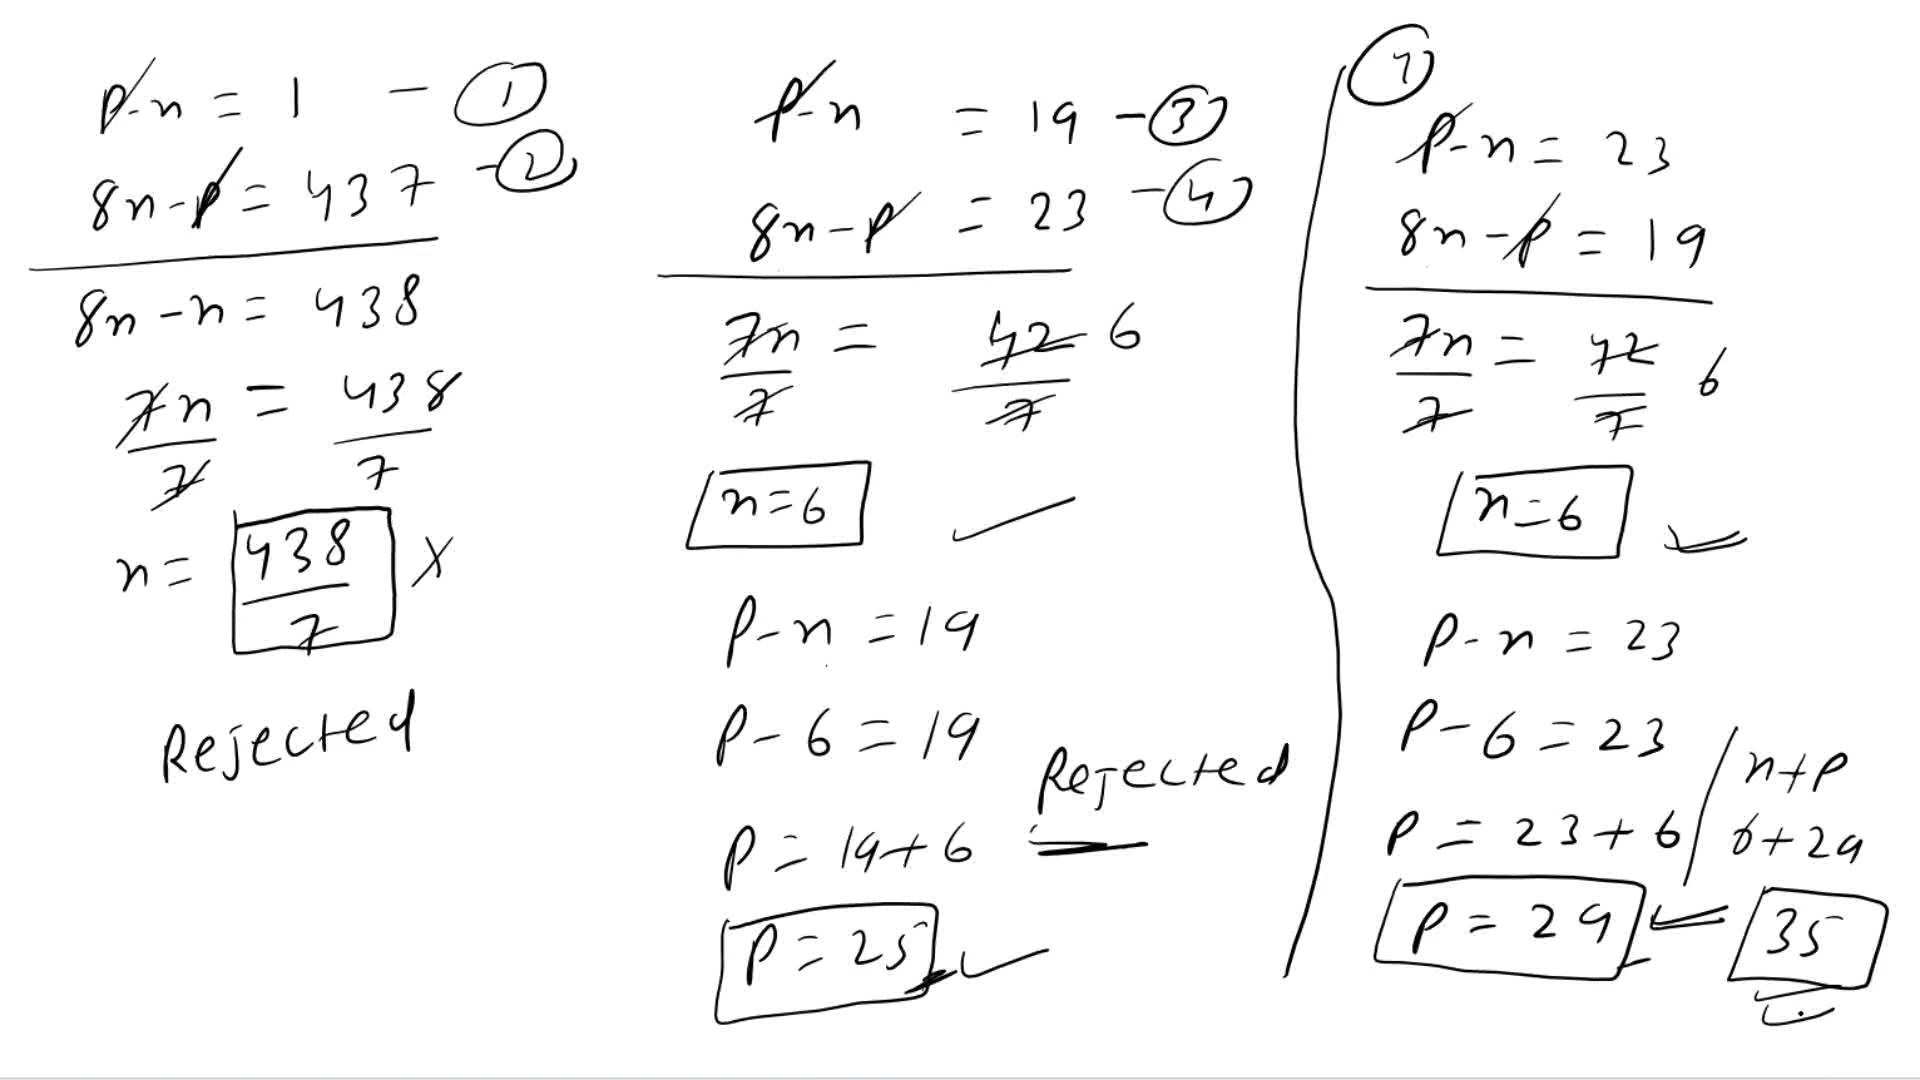 p-n = 1 - ①
8n-p = 437 - ②
8n-n = 438
7n/7 = 438/7
n = 438/7 ×
Rejected
p-n = 19 - ③
8n-p = 23 - ④
7n/7 = 42/7 6
n=6 ✓
p-n = 19
p-6 = 19
p = 19+6
Rejected
p = 25 ✓
p-n = 23
8n-p = 19
7n/7 = 42/7 6
n=6 ✓
p-n = 23
p-6 = 23
p = 23+6
p = 29 ✓
n+p
6+29
35